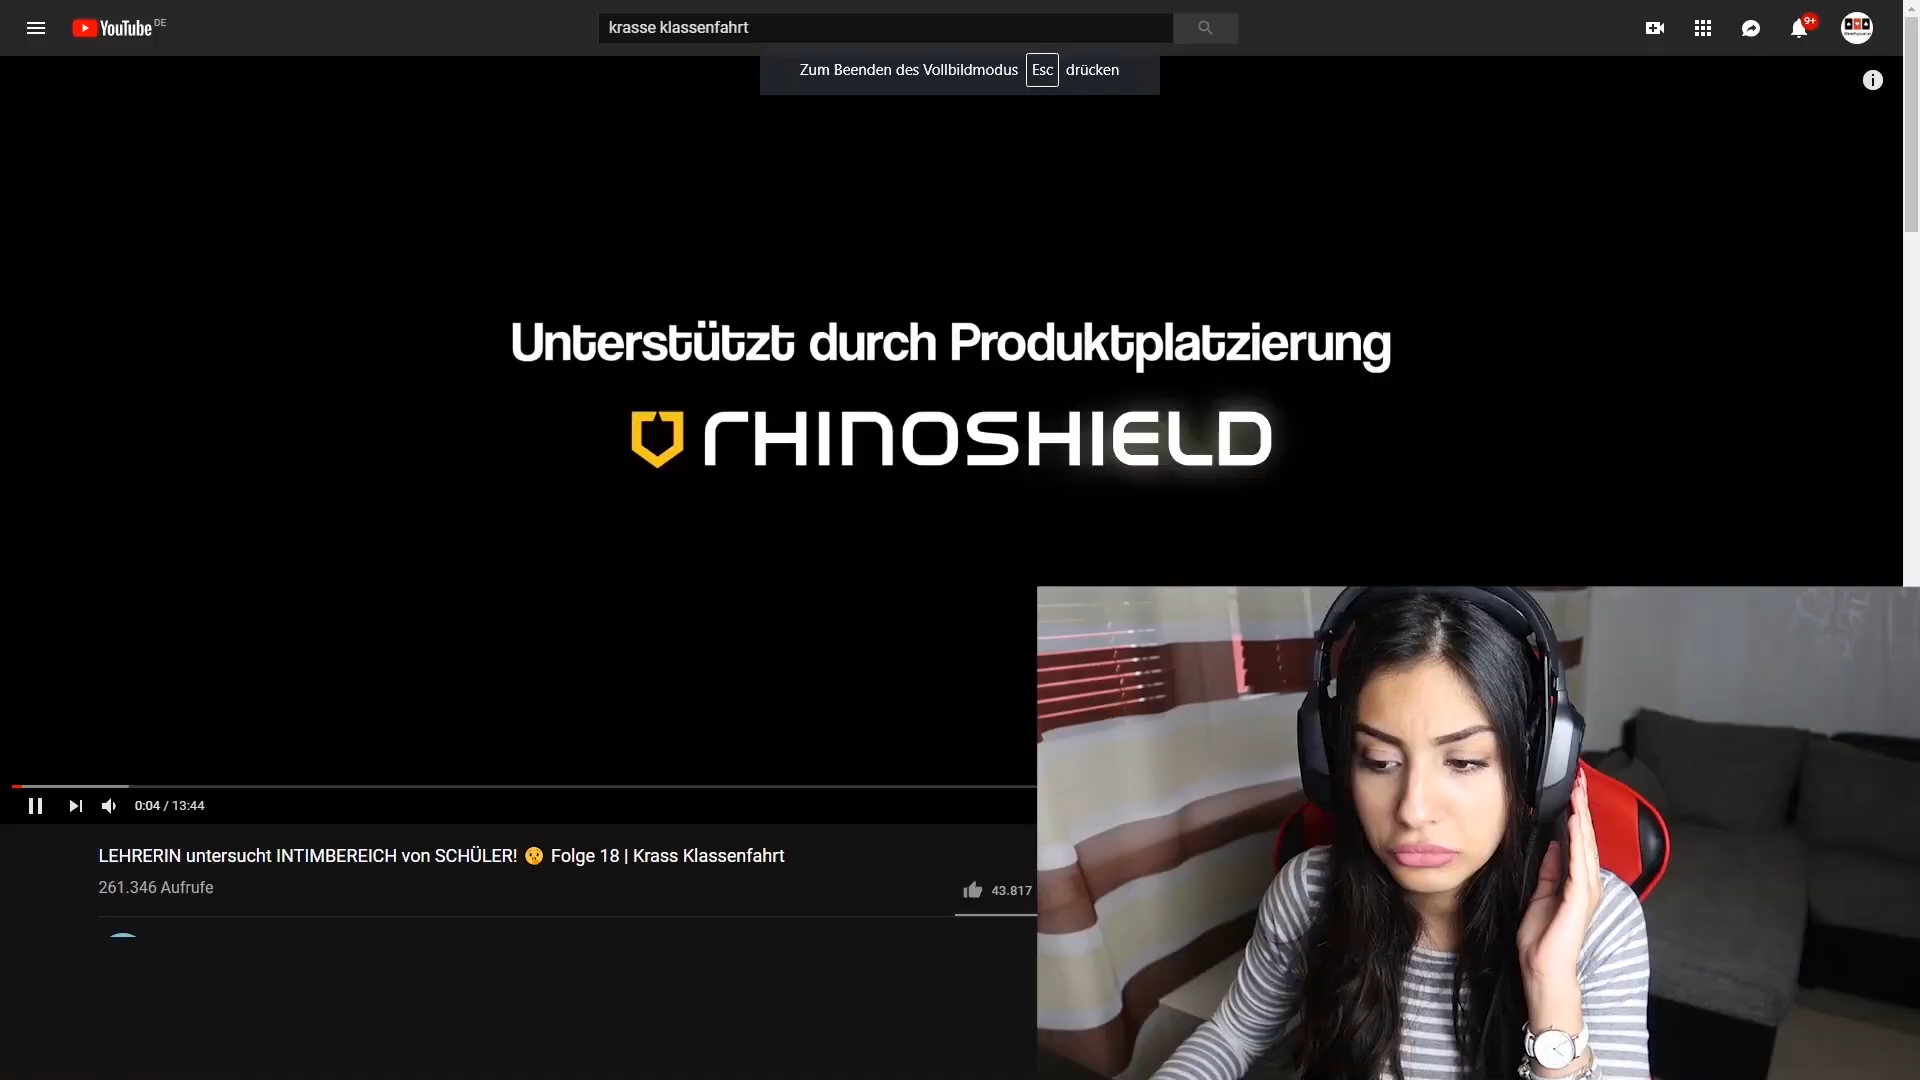 YouTube DE
krasse klassenfahrt
9+
Zum Beenden des Vollbildmodus Esc drücken
Unterstützt durch Produktplatzierung
RHINOSHIELD
0:04 / 13:44
LEHRERIN untersucht INTIMBEREICH von SCHÜLER! 🤫 Folge 18 | Krass Klassenfahrt
261.346 Aufrufe
43.817